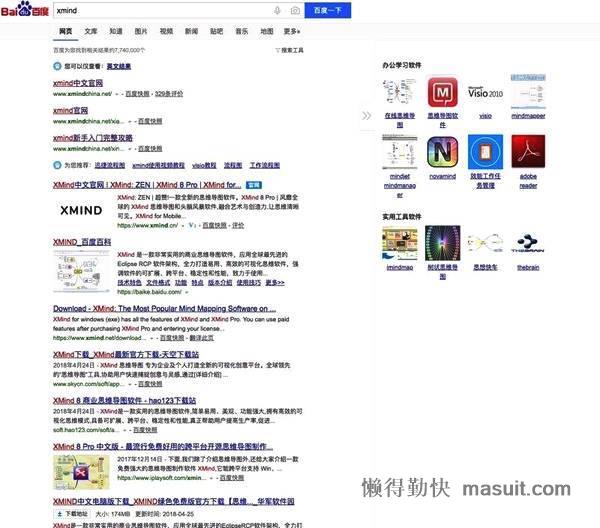 Bai 百度
xmind
百度一下
网页 文库 知道 图片 视频 新闻 贴吧 音乐 地图 更多»
百度为您找到相关结果约7,740,000个
搜索工具
您可以仅查看：英文结果
xmind中文官网
www.xmindchina.net/ - 百度快照 - 329条评价
xmind官网
www.xmindchina.net/xia... - 百度快照
xmind新手入门完整攻略
www.xmindchina.net/xin... - 百度快照
为您推荐： 迅捷流程图 xmind使用视频教程 visio教程 流程图 工作流程图
XMind中文官网 | XMind: ZEN | XMind 8 Pro | XMind for... 官网
XMIND
XMind: ZEN | 超赞!一款全新的思维导图软件。XMind 8 Pro | 风靡全球的 XMind 思维导图和头脑风暴软件,融合艺术与创造力,让思维清晰可见。XMind for Mobile...
https://www.xmind.cn/ - V1 - 百度快照 - 评价
XMIND_百度百科
XMind 是一款非常实用的商业思维导图软件，应用全球最先进的Eclipse RCP 软件架构，全力打造易用、高效的可视化思维软件，强调软件的可扩展、跨平台、稳定性和性能，致力于使用...
技术特色 文件格式 功能 特点 版本介绍 使用技巧 更多>>
https://baike.baidu.com/
Download - XMind: The Most Popular Mind Mapping Software on ...
XMind for windows (exe) has all the features of XMind and XMind Pro. You can use paid features after purchasing XMind Pro and entering your license...
https://www.xmind.net/download... - 百度快照 - 翻译此页
XMind下载_XMind最新官方下载-天空下载站
2018年4月24日 - XMind 思维导图 专为企业及个人打造全新的可视化创意平台，全球领先的"思维导图"工具,协助用户快速捕捉创意与灵感,通过[详细介绍] ...
www.skycn.com/soft/app... - 百度快照
XMind 8 商业思维导图软件 - hao123下载站
2018年4月24日 - XMind是一款实用的思维导图软件,简单易用、美观、功能强大,拥有高效的可视化思维模式,具备可扩展、跨平台、稳定性和性能,真正帮助用户提高生产率,促进...
soft.hao123.com/soft/a... - 百度快照
XMind 8 Pro 中文版 - 最流行免费好用的跨平台开源思维导图制作...
2017年12月14日 - 下面,我们除了介绍思维导图外,还给大家介绍一款免费强大的思维导图制作软件 XMind,它能跨平台支持 Win、...
https://www.iplaysoft.com/xmin... - 百度快照
XMIND中文电脑版下载_XMIND绿色免费版官方下载【思维..._华军软件园
下载地址 大小：174MB 更新时间：2018-04-25
XMind是一款非常实用的商业思维导图软件,应用全球最先进的EclipseRCP软件架构,全力打
办公学习软件
在线思维导图
思维导图软件
Microsoft Visio 2010
visio
mindmapper
mindjet mindmanager
novamind
效能工作任务管理
adobe reader
实用工具软件
imindmap
树状思维导图
思想快车
THEBRAIN
thebrain
懒得勤快 masuit.com